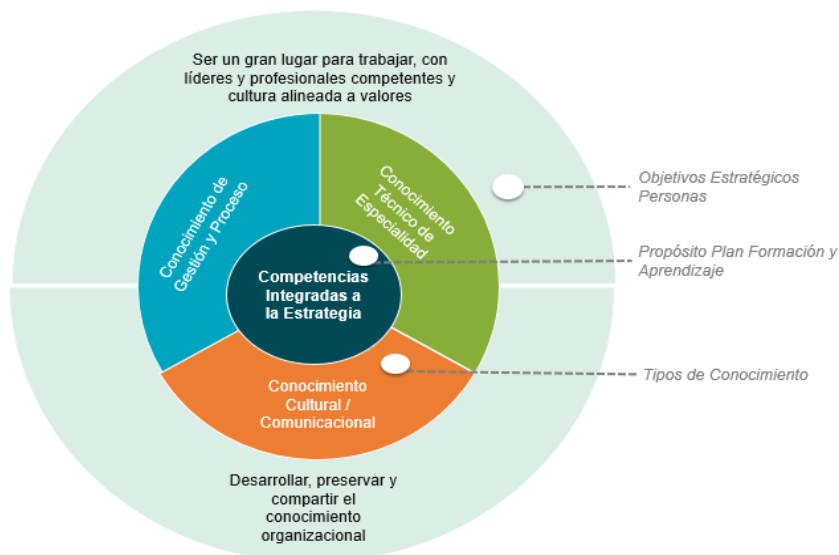 Ser un gran lugar para trabajar, con
líderes y profesionales competentes y
cultura alineada a valores
Conocimiento de
Gestión y Proceso
Conocimiento
Técnico de
Especialidad
Objetivos Estratégicos
Personas
Propósito Plan Formación y
Aprendizaje
Competencias
Integradas a
la Estrategia
Tipos de Conocimiento
Conocimiento
Cultural /
Comunicacional
Desarrollar, preservar y
compartir el
conocimiento
organizacional